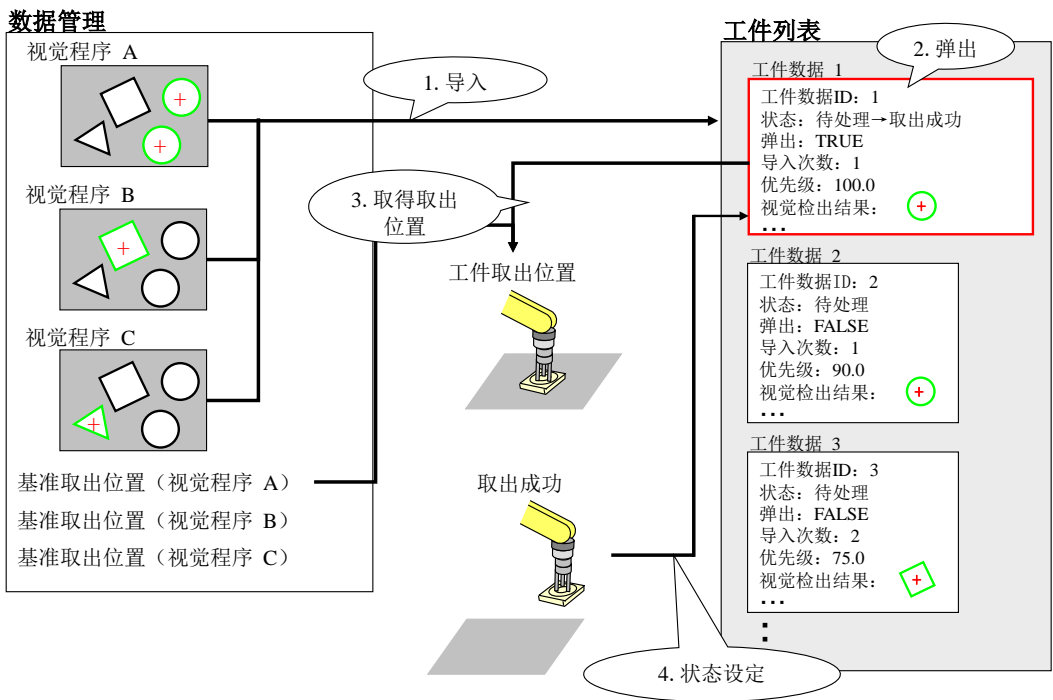 数据管理
视觉程序 A
视觉程序 B
视觉程序 C
基准取出位置（视觉程序 A）
基准取出位置（视觉程序 B）
基准取出位置（视觉程序 C）
1. 导入
3. 取得取出
位置
工件取出位置
取出成功
4. 状态设定
工件列表
2. 弹出
工件数据 1
工件数据ID：1
状态：待处理→取出成功
弹出：TRUE
导入次数：1
优先级：100.0
视觉检出结果：
...
工件数据 2
工件数据ID：2
状态：待处理
弹出：FALSE
导入次数：1
优先级：90.0
视觉检出结果：
...
工件数据 3
工件数据ID：3
状态：待处理
弹出：FALSE
导入次数：2
优先级：75.0
视觉检出结果：
...